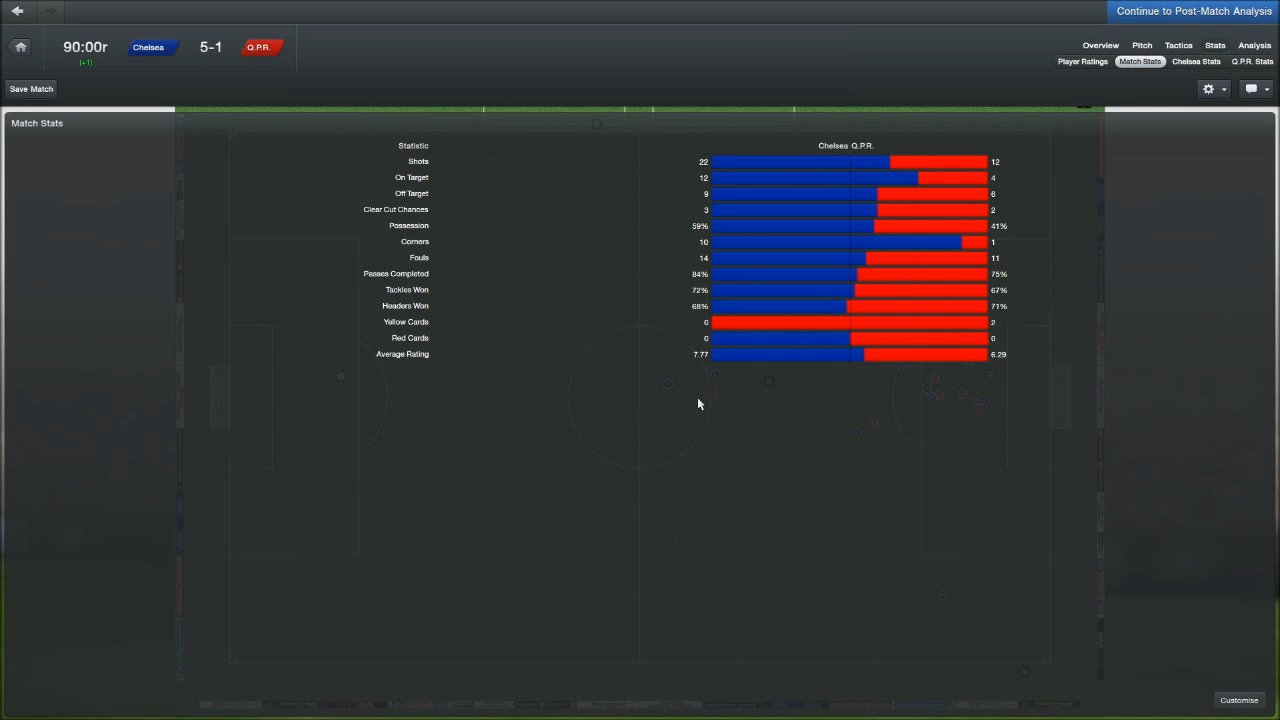 Continue to Post-Match Analysis
90:00r Chelsea 5-1 Q.P.R.
(+1)
Overview Pitch Tactics Stats Analysis
Player Ratings Match Stats Chelsea Stats Q.P.R. Stats
Save Match
Match Stats
Statistic Chelsea Q.P.R.
Shots 22 12
On Target 12 4
Off Target 9 6
Clear Cut Chances 3 2
Possession 59% 41%
Corners 10 1
Fouls 14 11
Passes Completed 84% 75%
Tackles Won 72% 67%
Headers Won 68% 71%
Yellow Cards 0 2
Red Cards 0 0
Average Rating 7.77 6.29
Customise